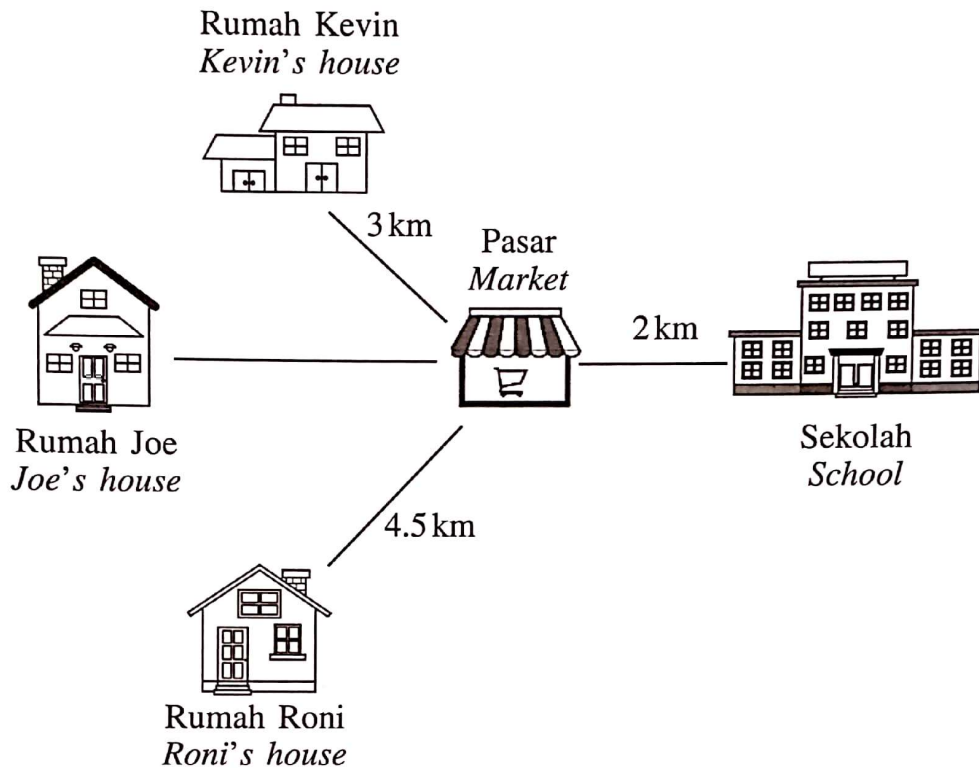 Rumah Kevin
Kevin's house
3 km
Pasar
Market
2 km
Rumah Joe
Joe's house
Sekolah
School
4.5 km
Rumah Roni
Roni's house